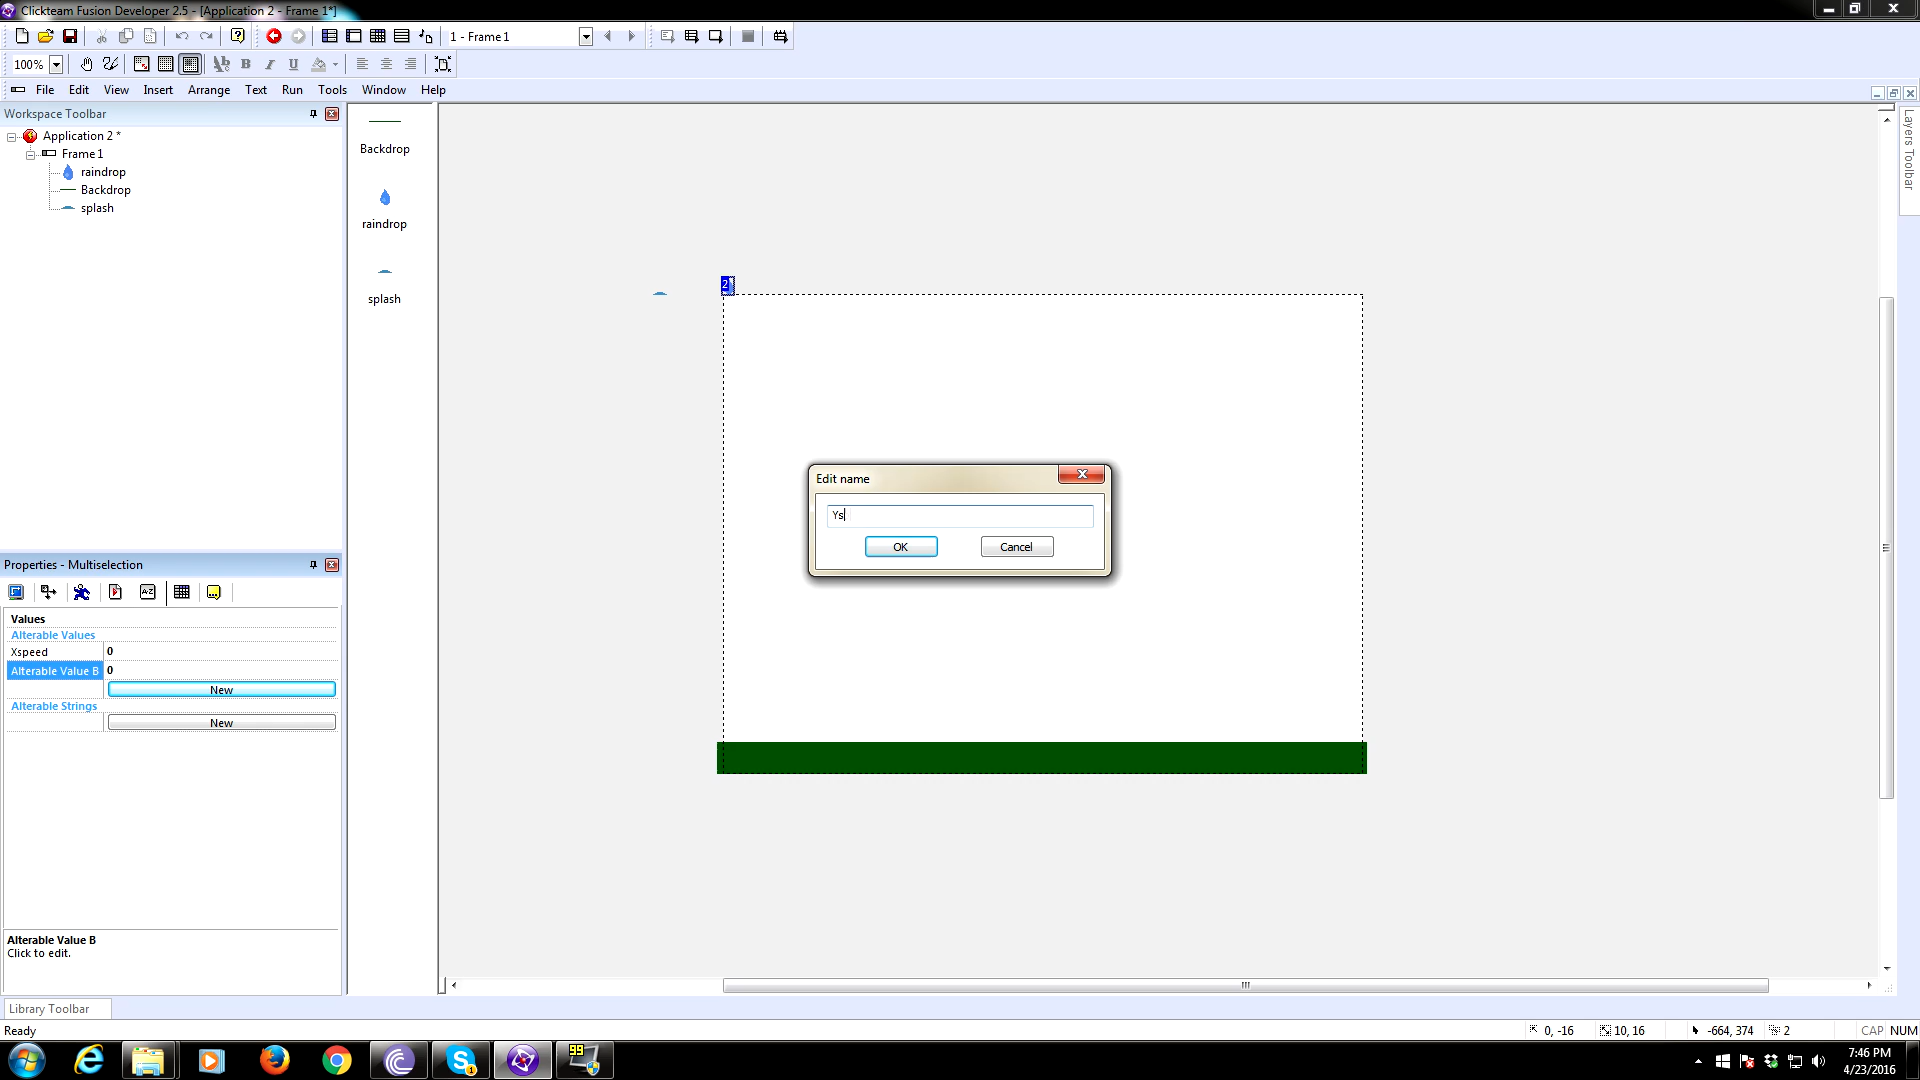 Clickteam Fusion Developer 2.5 - [Application 2 - Frame 1*]
1 - Frame 1
100%
File Edit View Insert Arrange Text Run Tools Window Help
Workspace Toolbar
Application 2 *
Frame 1
raindrop
Backdrop
splash
Backdrop
raindrop
splash
2
Layers Toolbar
Edit name
Ys
OK Cancel
Properties - Multiselection
Values
Alterable Values
Xspeed 0
Alterable Value B 0
New
Alterable Strings
New
Alterable Value B
Click to edit.
Library Toolbar
Ready
0, -16
10, 16
-664, 374
2
CAP NUM
99
1
7:46 PM
4/23/2016